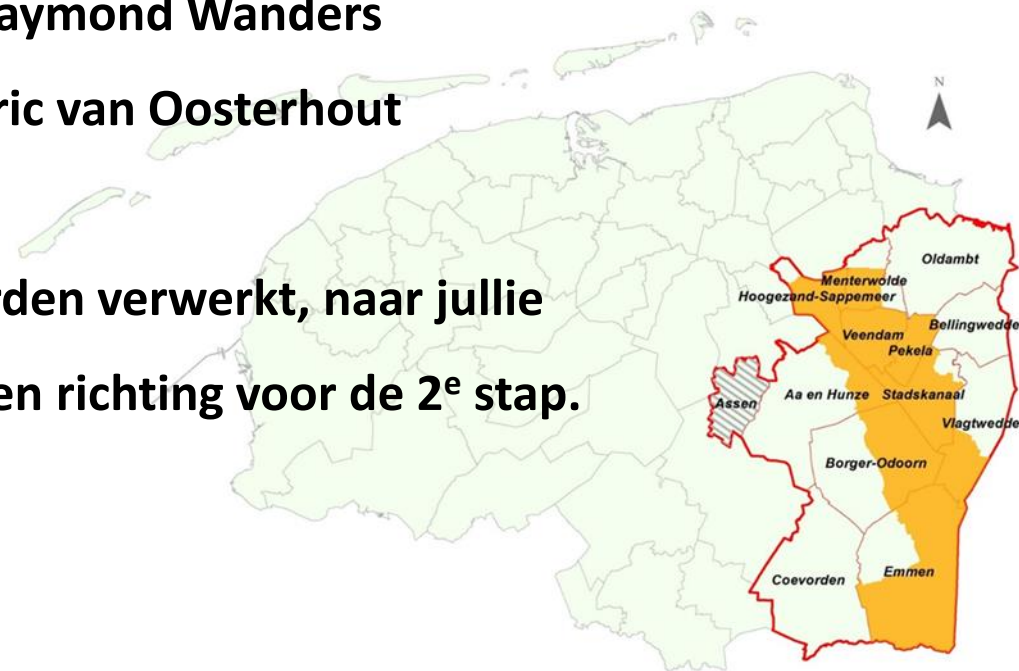 aymond Wanders
ric van Oosterhout
rden verwerkt, naar jullie
en richting voor de 2e stap.
N
Oldambt
Menterwolde
Hoogezand-Sappemeer
Bellingwedde
Veendam
Pekela
Aa en Hunze
Stadskanaal
Assen
Vlagtwedde
Borger-Odoorn
Emmen
Coevorden